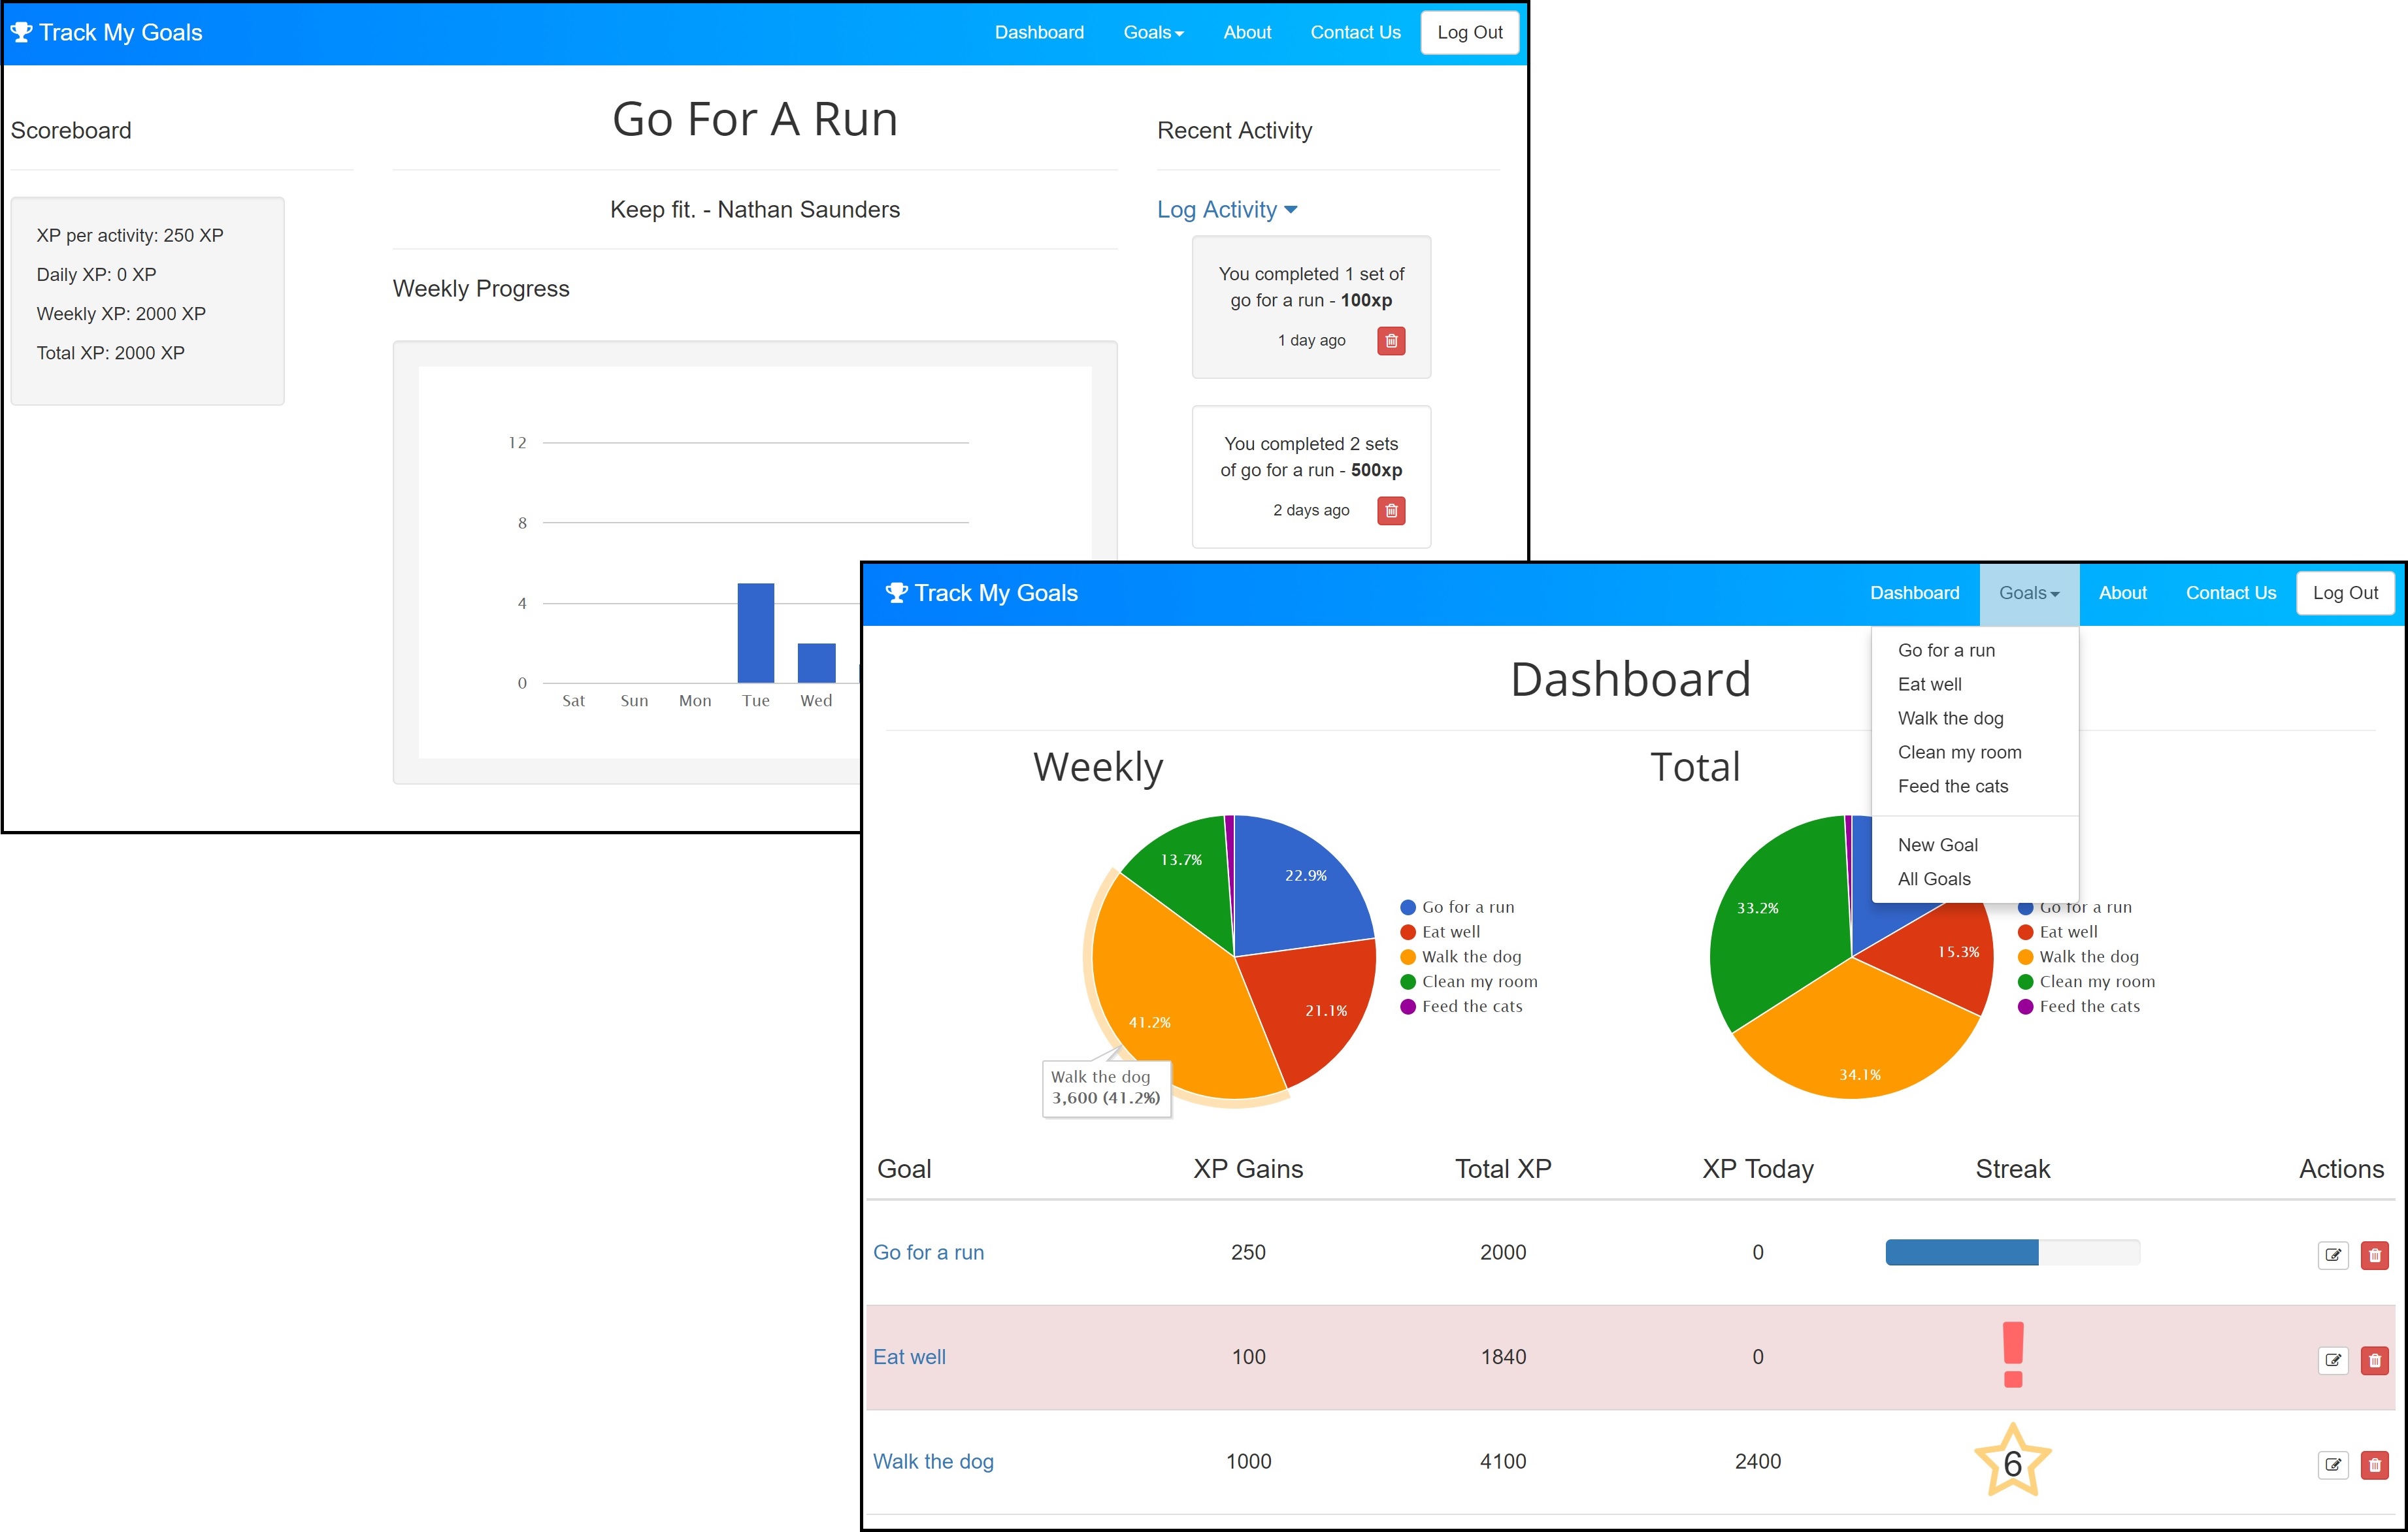 Track My Goals
Dashboard Goals About Contact Us Log Out
Scoreboard
XP per activity: 250 XP
Daily XP: 0 XP
Weekly XP: 2000 XP
Total XP: 2000 XP
Go For A Run
Keep fit. - Nathan Saunders
Weekly Progress
12
8
4
0
Sat Sun Mon Tue Wed
Recent Activity
Log Activity
You completed 1 set of
go for a run - 100xp
1 day ago
You completed 2 sets
of go for a run - 500xp
2 days ago
Track My Goals
Dashboard Goals About Contact Us Log Out
Go for a run
Eat well
Walk the dog
Clean my room
Feed the cats
New Goal
All Goals
Dashboard
Weekly
13.7%
22.9%
41.2%
21.1%
Walk the dog
3,600 (41.2%)
Go for a run
Eat well
Walk the dog
Clean my room
Feed the cats
Total
33.2%
15.3%
34.1%
Go for a run
Eat well
Walk the dog
Clean my room
Feed the cats
Goal XP Gains Total XP XP Today Streak Actions
Go for a run 250 2000 0
Eat well 100 1840 0 !
Walk the dog 1000 4100 2400 6